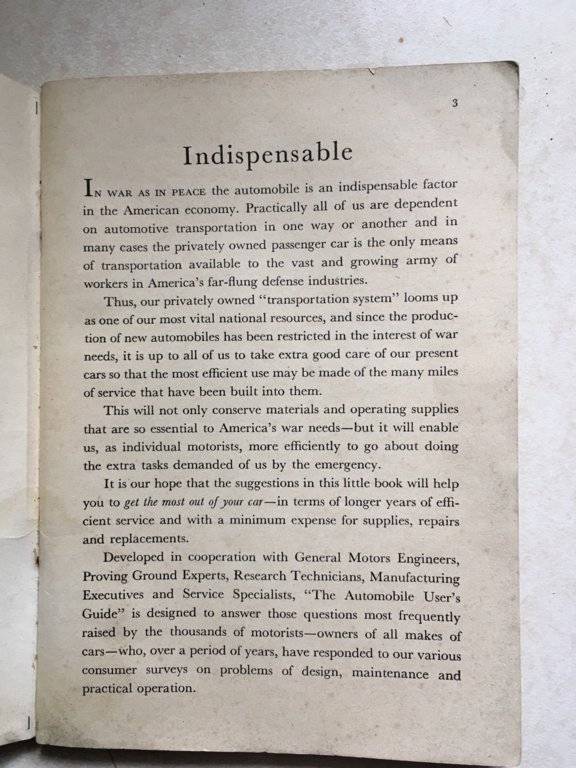 3
Indispensable
IN WAR AS IN PEACE the automobile is an indispensable factor
in the American economy. Practically all of us are dependent
on automotive transportation in one way or another and in
many cases the privately owned passenger car is the only means
of transportation available to the vast and growing army of
workers in America's far-flung defense industries.
Thus, our privately owned "transportation system" looms up
as one of our most vital national resources, and since the produc-
tion of new automobiles has been restricted in the interest of war
needs, it is up to all of us to take extra good care of our present
cars so that the most efficient use may be made of the many miles
of service that have been built into them.
This will not only conserve materials and operating supplies
that are so essential to America's war needs—but it will enable
us, as individual motorists, more efficiently to go about doing
the extra tasks demanded of us by the emergency.
It is our hope that the suggestions in this little book will help
you to get the most out of your car—in terms of longer years of effi-
cient service and with a minimum expense for supplies, repairs
and replacements.
Developed in cooperation with General Motors Engineers,
Proving Ground Experts, Research Technicians, Manufacturing
Executives and Service Specialists, "The Automobile User's
Guide" is designed to answer those questions most frequently
raised by the thousands of motorists—owners of all makes of
cars—who, over a period of years, have responded to our various
consumer surveys on problems of design, maintenance and
practical operation.